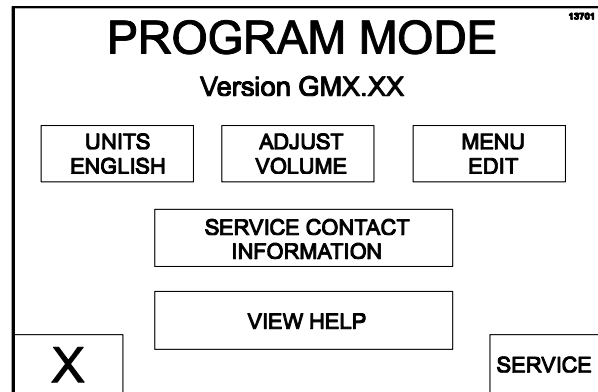 13701
PROGRAM MODE
Version GMX.XX
UNITS
ENGLISH
ADJUST
VOLUME
MENU
EDIT
SERVICE CONTACT
INFORMATION
VIEW HELP
X
SERVICE